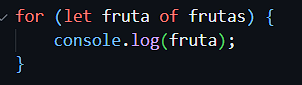 for (let fruta of frutas) {
    console.log(fruta);
}